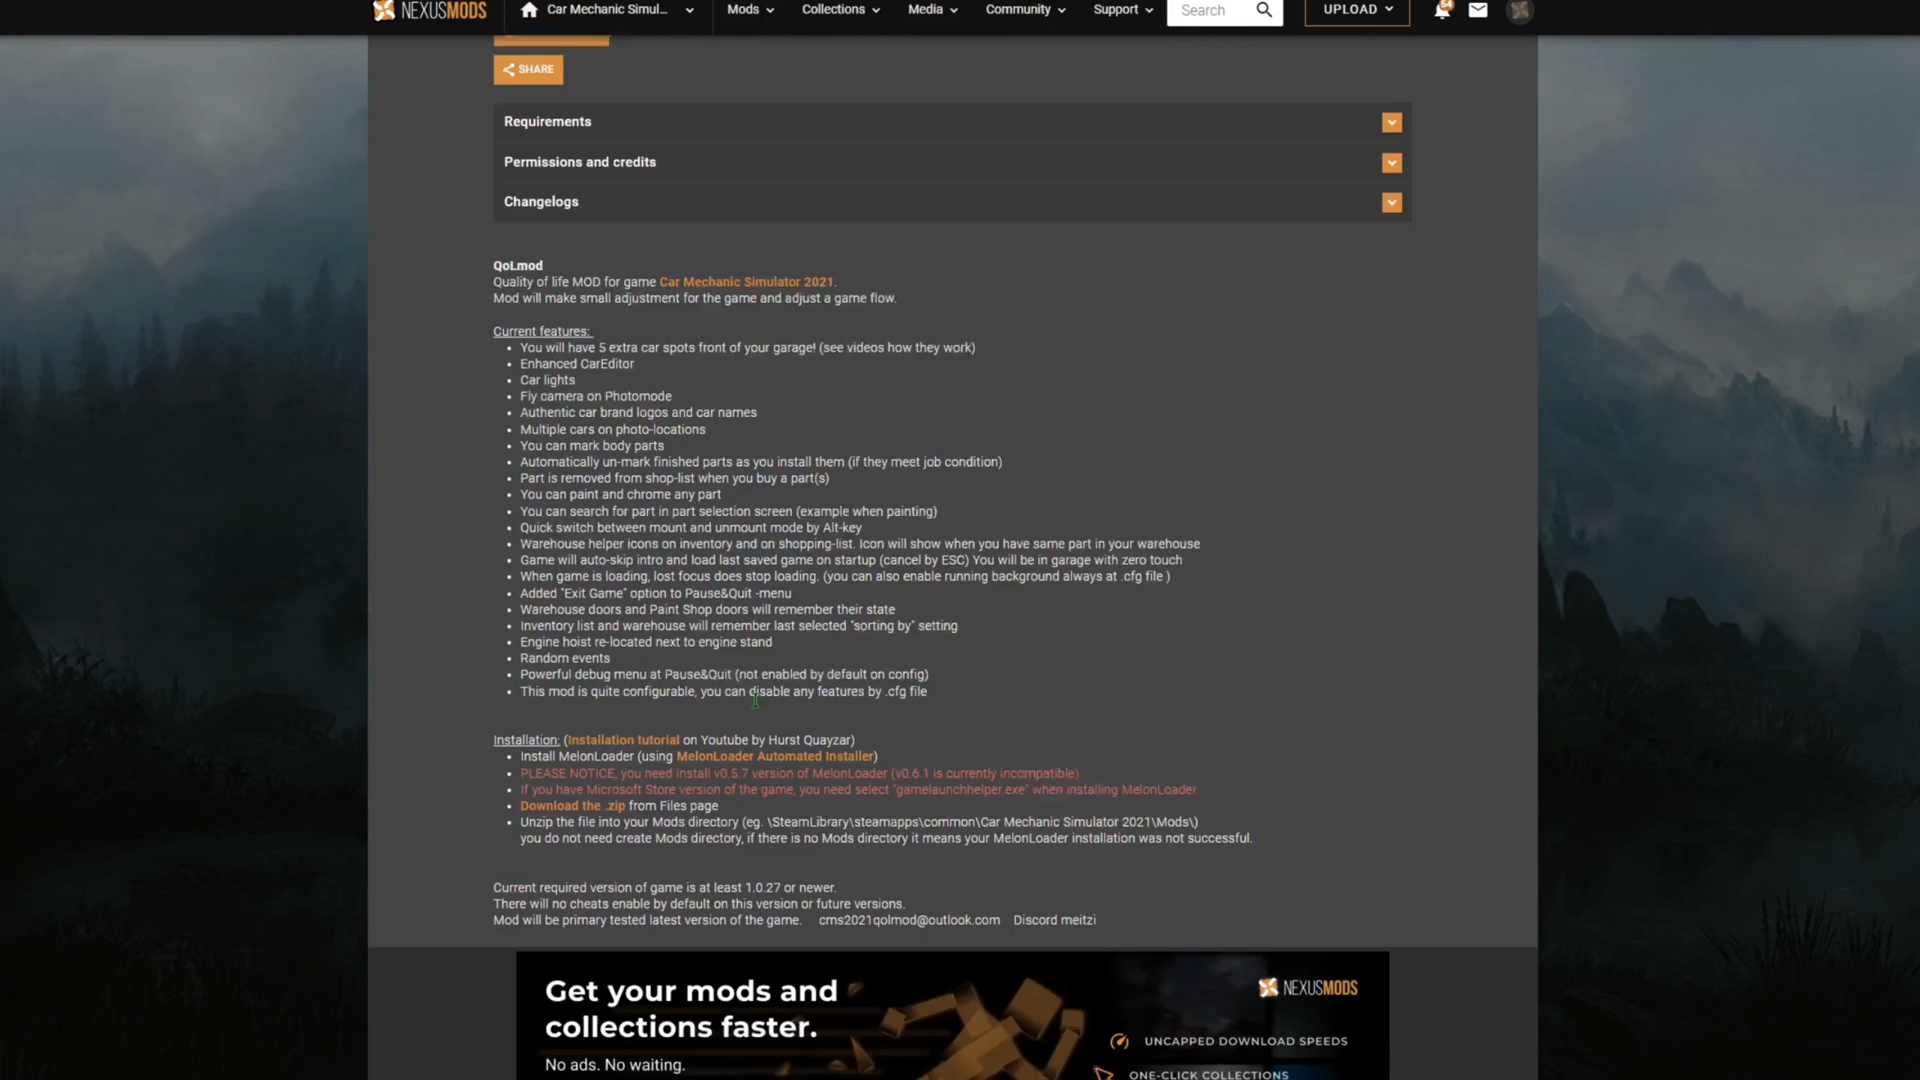 NEXUSMODS
Car Mechanic Simul...
Mods
Collections
Media
Community
Support
Search
UPLOAD
54
SHARE
Requirements
Permissions and credits
Changelogs
QoLmod
Quality of life MOD for game Car Mechanic Simulator 2021.
Mod will make small adjustment for the game and adjust a game flow.
Current features:
• You will have 5 extra car spots front of your garage! (see videos how they work)
• Enhanced CarEditor
• Car lights
• Fly camera on Photomode
• Authentic car brand logos and car names
• Multiple cars on photo-locations
• You can mark body parts
• Automatically un-mark finished parts as you install them (if they meet job condition)
• Part is removed from shop-list when you buy a part(s)
• You can paint and chrome any part
• You can search for part in part selection screen (example when painting)
• Quick switch between mount and unmount mode by Alt-key
• Warehouse helper icons on inventory and on shopping-list. Icon will show when you have same part in your warehouse
• Game will auto-skip intro and load last saved game on startup (cancel by ESC) You will be in garage with zero touch
• When game is loading, lost focus does stop loading. (you can also enable running background always at .cfg file )
• Added "Exit Game" option to Pause&Quit -menu
• Warehouse doors and Paint Shop doors will remember their state
• Inventory list and warehouse will remember last selected "sorting by" setting
• Engine hoist re-located next to engine stand
• Random events
• Powerful debug menu at Pause&Quit (not enabled by default on config)
• This mod is quite configurable, you can disable any features by .cfg file
Installation: (Installation tutorial on Youtube by Hurst Quayzar)
• Install MelonLoader (using MelonLoader Automated Installer)
• PLEASE NOTICE, you need install v0.5.7 version of MelonLoader (v0.6.1 is currently incompatible)
• If you have Microsoft Store version of the game, you need select "gamelaunchhelper.exe" when installing MelonLoader
• Download the .zip from Files page
• Unzip the file into your Mods directory (eg. \SteamLibrary\steamapps\common\Car Mechanic Simulator 2021\Mods\)
you do not need create Mods directory, if there is no Mods directory it means your MelonLoader installation was not successful.
Current required version of game is at least 1.0.27 or newer.
There will no cheats enable by default on this version or future versions.
Mod will be primary tested latest version of the game. cms2021qolmod@outlook.com Discord meitzi
Get your mods and
collections faster.
No ads. No waiting.
NEXUSMODS
UNCAPPED DOWNLOAD SPEEDS
ONE-CLICK COLLECTIONS